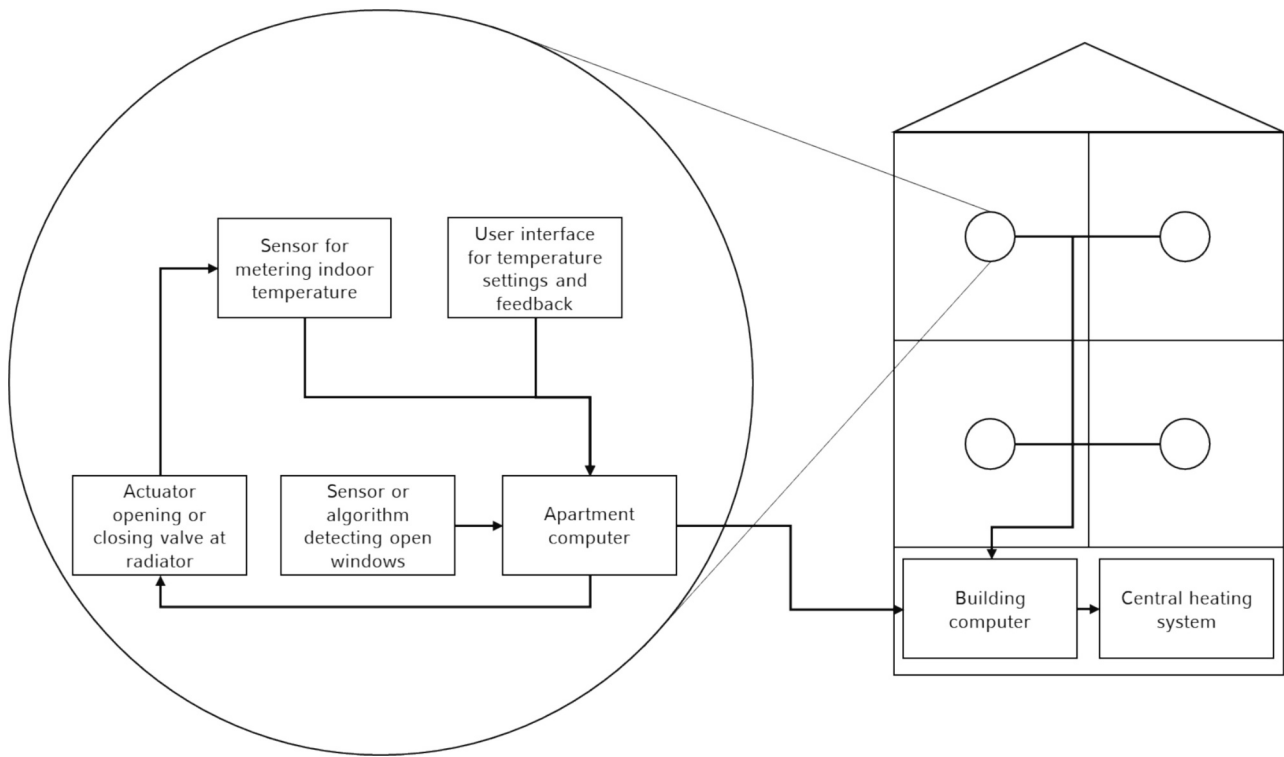 Sensor for
metering indoor
temperature
User interface
for temperature
settings and
feedback
Actuator
opening or
closing valve at
radiator
Sensor or
algorithm
detecting open
windows
Apartment
computer
Building
computer
Central heating
system